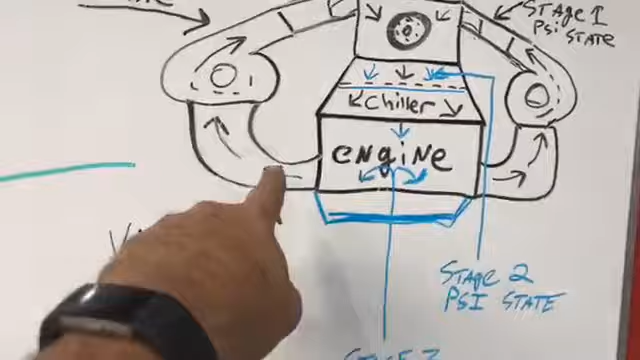 STAGE 1
PSI STATE
chiller
ENgiNe
STAGE 2
PSI STATE